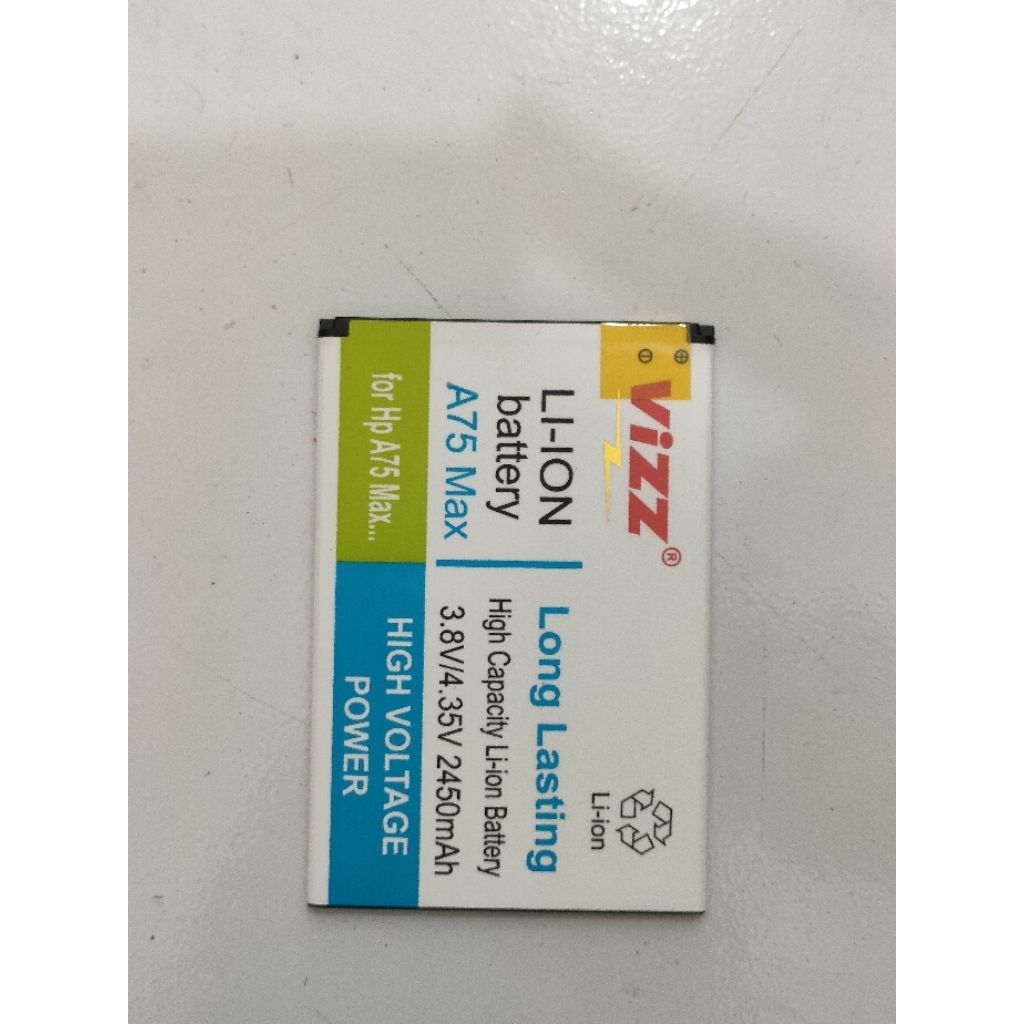 Vizz®
LI-ION
battery
A75 Max
for Hp A75 Max...
Li-ion
Long Lasting
High Capacity Li-ion Battery
3.8V/4.35V 2450mAh
HIGH VOLTAGE
POWER